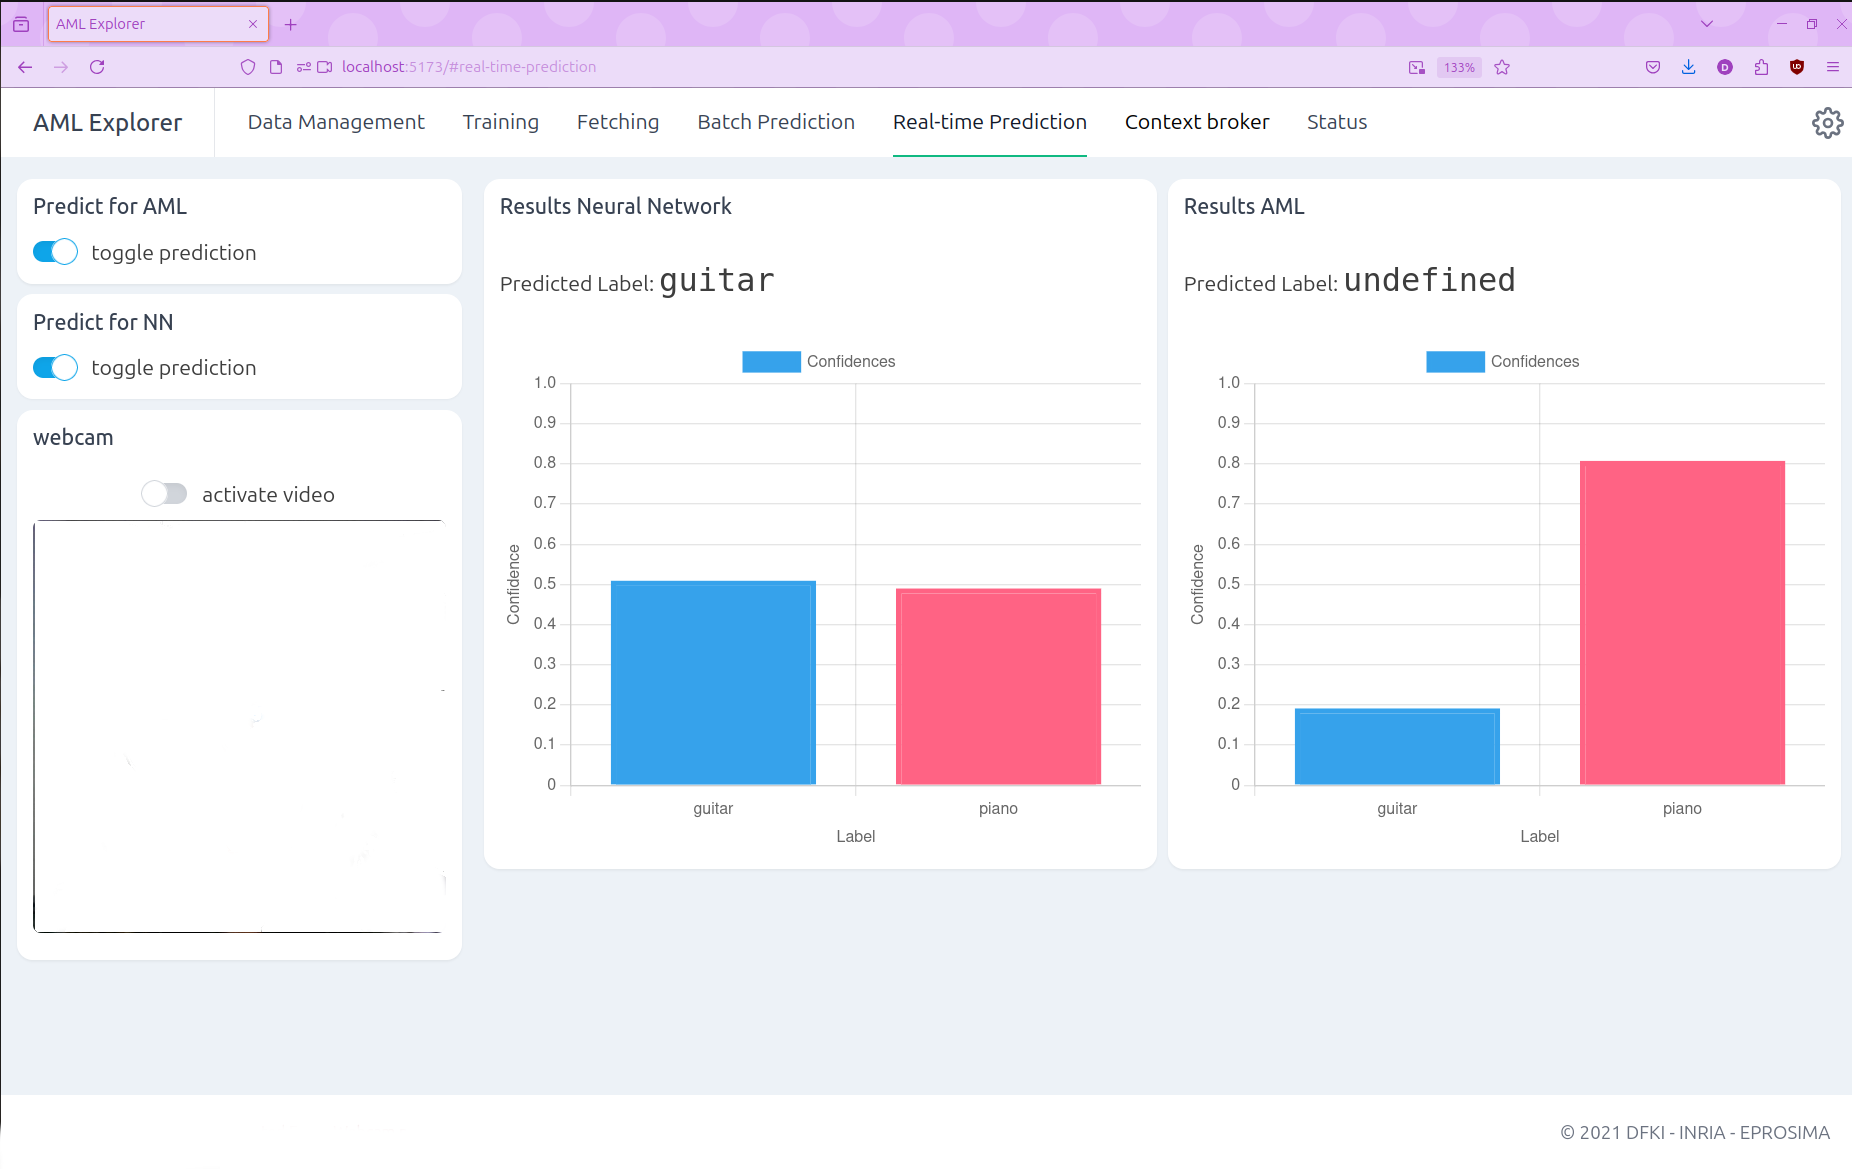 AML Explorer
localhost:5173/#real-time-prediction
133%
AML Explorer
Data Management
Training
Fetching
Batch Prediction
Real-time Prediction
Context broker
Status
Predict for AML
toggle prediction
Predict for NN
toggle prediction
webcam
activate video
Results Neural Network
Predicted Label: guitar
Confidences
1.0
0.9
0.8
0.7
0.6
0.5
0.4
0.3
0.2
0.1
0
Confidence
guitar
piano
Label
Results AML
Predicted Label: undefined
Confidences
1.0
0.9
0.8
0.7
0.6
0.5
0.4
0.3
0.2
0.1
0
Confidence
guitar
piano
Label
© 2021 DFKI - INRIA - EPROSIMA